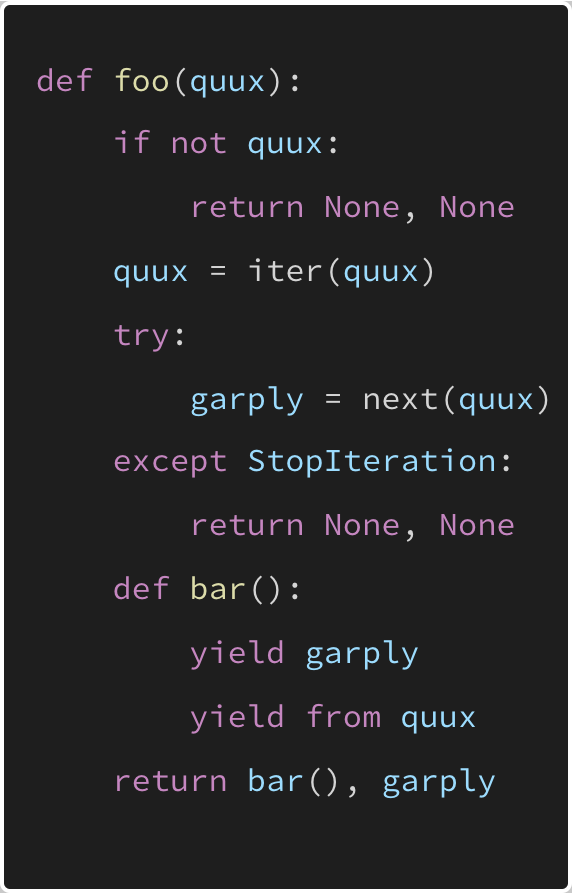 def foo(quux):
    if not quux:
        return None, None
    quux = iter(quux)
    try:
        garply = next(quux)
    except StopIteration:
        return None, None
    def bar():
        yield garply
        yield from quux
    return bar(), garply